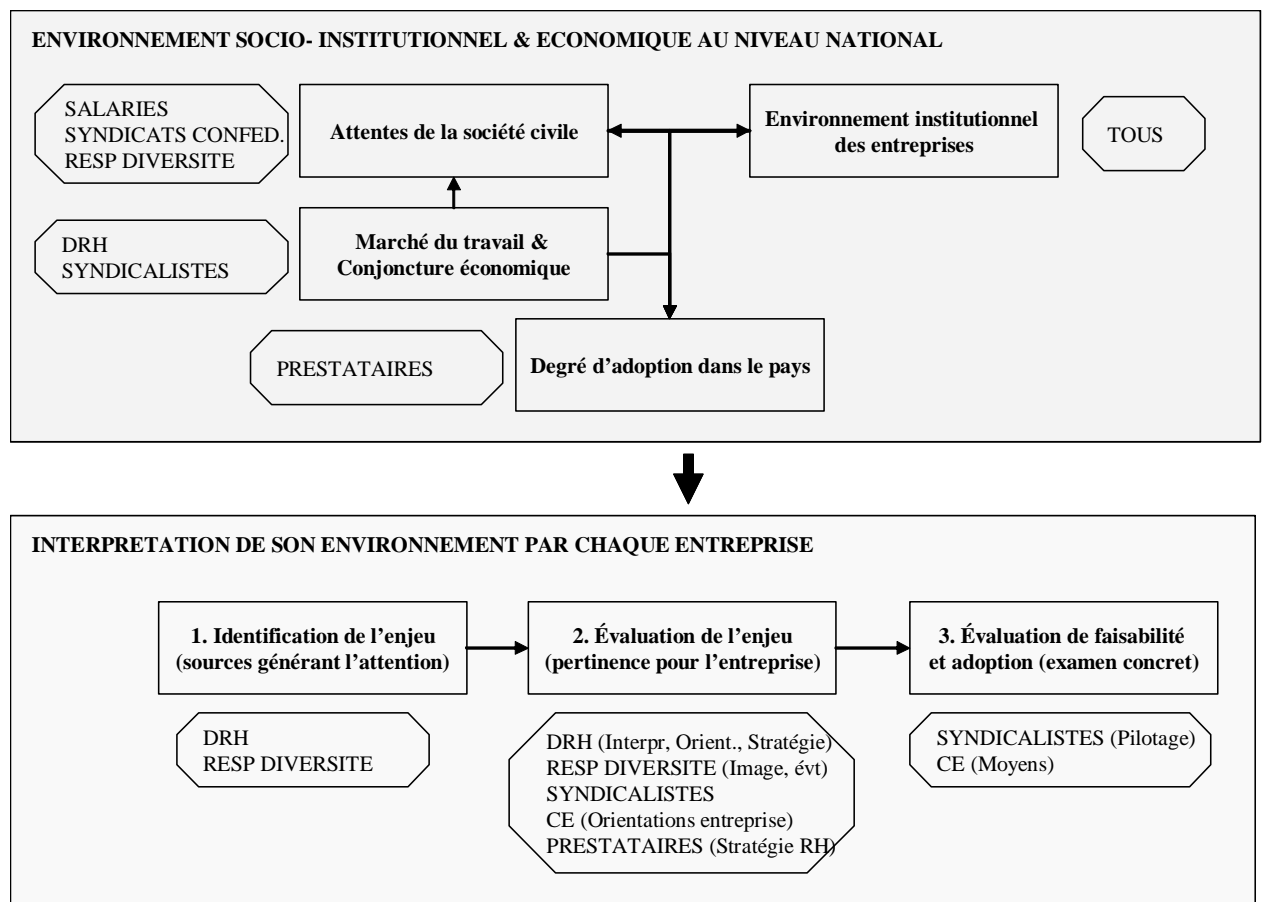 ENVIRONNEMENT SOCIO- INSTITUTIONNEL & ECONOMIQUE AU NIVEAU NATIONAL
SALARIES
SYNDICATS CONFED.
RESP DIVERSITE
Attentes de la société civile
Environnement institutionnel
des entreprises
TOUS
DRH
SYNDICALISTES
Marché du travail &
Conjoncture économique
PRESTATAIRES
Degré d’adoption dans le pays
INTERPRETATION DE SON ENVIRONNEMENT PAR CHAQUE ENTREPRISE
1. Identification de l’enjeu
(sources générant l’attention)
2. Évaluation de l’enjeu
(pertinence pour l’entreprise)
3. Évaluation de faisabilité
et adoption (examen concret)
DRH
RESP DIVERSITE
DRH (Interpr, Orient., Stratégie)
RESP DIVERSITE (Image, évt)
SYNDICALISTES
CE (Orientations entreprise)
PRESTATAIRES (Stratégie RH)
SYNDICALISTES (Pilotage)
CE (Moyens)